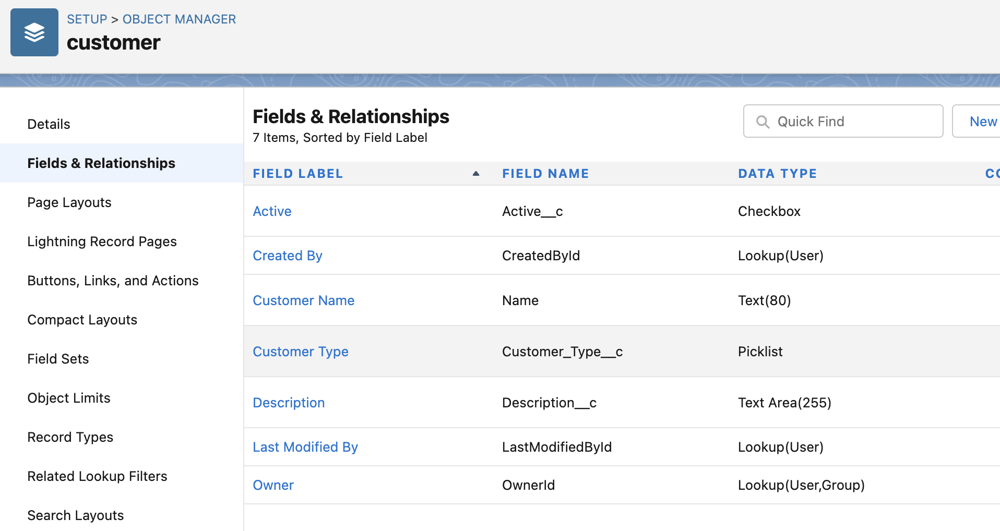 SETUP > OBJECT MANAGER
customer
Details
Fields & Relationships
Page Layouts
Lightning Record Pages
Buttons, Links, and Actions
Compact Layouts
Field Sets
Object Limits
Record Types
Related Lookup Filters
Search Layouts
Fields & Relationships
7 Items, Sorted by Field Label
Quick Find
New
FIELD LABEL FIELD NAME DATA TYPE
Active Active__c Checkbox
Created By CreatedById Lookup(User)
Customer Name Name Text(80)
Customer Type Customer_Type__c Picklist
Description Description__c Text Area(255)
Last Modified By LastModifiedById Lookup(User)
Owner OwnerId Lookup(User,Group)